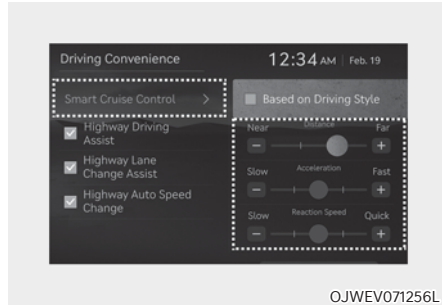 Driving Convenience
12:34 AM Feb. 19
Smart Cruise Control >
Based on Driving Style
Highway Driving
Assist
Highway Lane
Change Assist
Highway Auto Speed
Change
Near Distance Far
Slow Acceleration Fast
Slow Reaction Speed Quick
OJWEV071256L